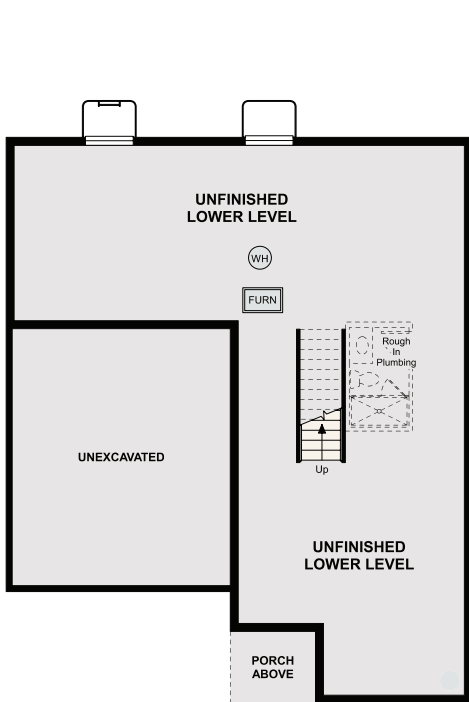 UNFINISHED
LOWER LEVEL
WH
FURN
Rough
In
Plumbing
UNEXCAVATED
Up
UNFINISHED
LOWER LEVEL
PORCH
ABOVE